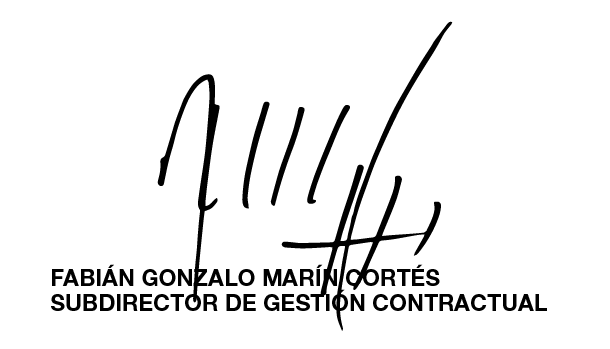 FABIÁN GONZALO MARÍN CORTÉS
SUBDIRECTOR DE GESTIÓN CONTRACTUAL